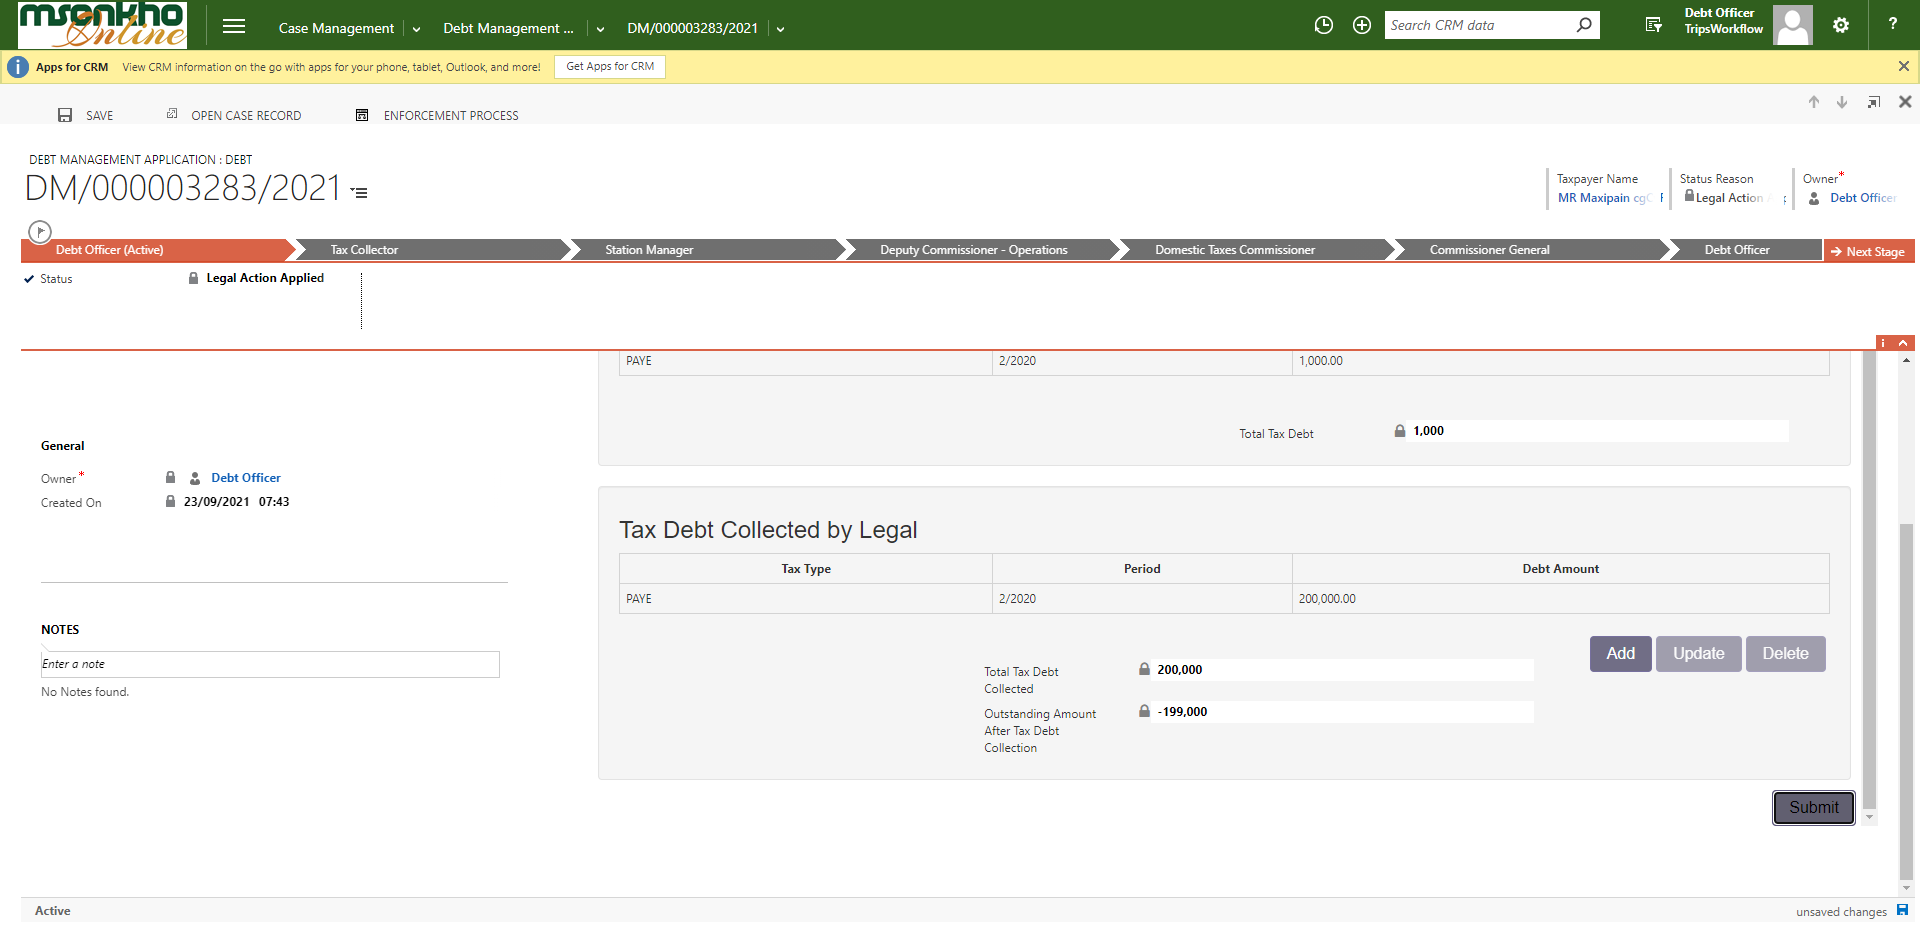 msonkho
Online
Case Management
Debt Management ...
DM/000003283/2021
Search CRM data
Debt Officer
TripsWorkflow
?
i
Apps for CRM
View CRM information on the go with apps for your phone, tablet, Outlook, and more!
Get Apps for CRM
SAVE
OPEN CASE RECORD
ENFORCEMENT PROCESS
DEBT MANAGEMENT APPLICATION : DEBT
DM/000003283/2021
Taxpayer Name
MR Maxipain
Status Reason
Legal Action
Owner*
Debt Officer
Debt Officer (Active)
Tax Collector
Station Manager
Deputy Commissioner - Operations
Domestic Taxes Commissioner
Commissioner General
Debt Officer
Next Stage
Status
Legal Action Applied
i
PAYE
2/2020
1,000.00
Total Tax Debt
1,000
General
Owner*
Debt Officer
Created On
23/09/2021 07:43
NOTES
Enter a note
No Notes found.
Tax Debt Collected by Legal
Tax Type
Period
Debt Amount
PAYE
2/2020
200,000.00
Add
Update
Delete
Total Tax Debt
Collected
200,000
Outstanding Amount
After Tax Debt
Collection
-199,000
Submit
Active
unsaved changes